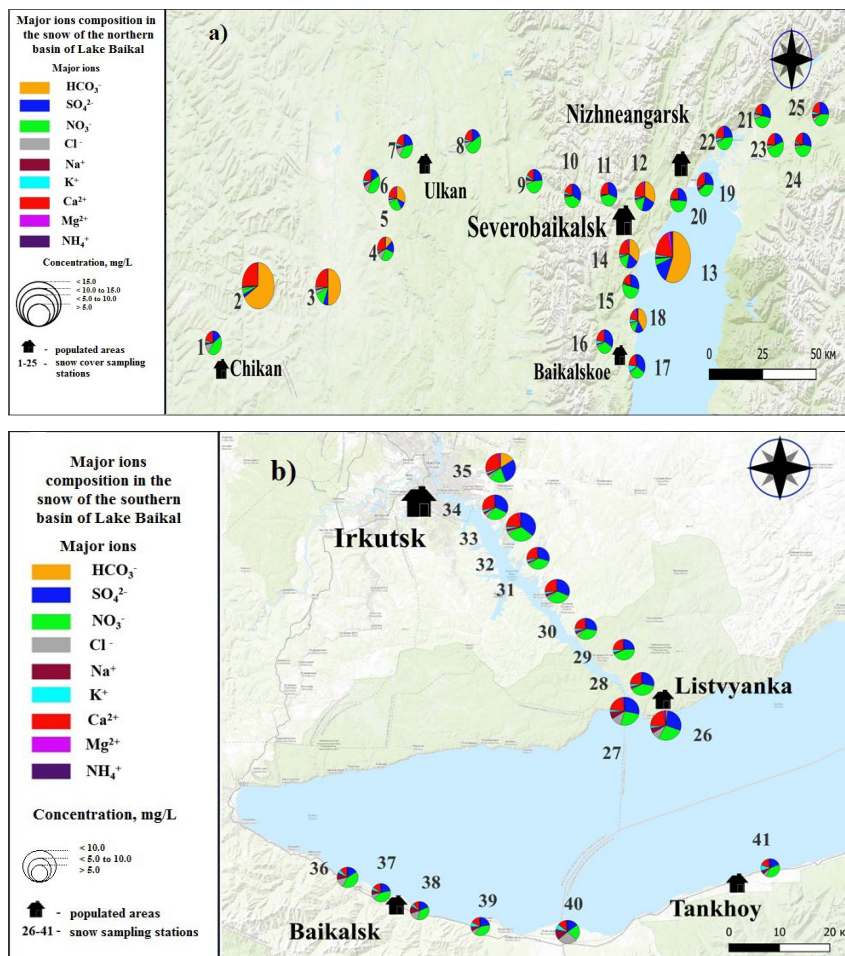 Major ions composition in
the snow of the northern
basin of Lake Baikal
Major ions
HCO₃⁻
SO₄²⁻
NO₃⁻
Cl⁻
Na⁺
K⁺
Ca²⁺
Mg²⁺
NH₄⁺
Concentration, mg/L
< 15.0
< 10.0 to 15.0
< 5.0 to 10.0
> 5.0
- populated areas
1-25 - snow cover sampling
stations
a)
Nizhneangarsk
21
25
7
8
22
23
24
6
Ulkan
9
10
11
12
19
5
20
Severobaikalsk
4
14
13
2
3
15
18
16
1
Chikan
Baikalskoe
17
0 25 50 км
Major ions
composition in the
snow of the southern
basin of Lake Baikal
Major ions
HCO₃⁻
SO₄²⁻
NO₃⁻
Cl⁻
Na⁺
K⁺
Ca²⁺
Mg²⁺
NH₄⁺
Concentration, mg/L
< 10.0
< 5.0 to 10.0
> 5.0
- populated areas
26-41 - snow sampling stations
b)
35
34
Irkutsk
33
32
31
30
29
28
Listvyanka
27
26
36
37
38
39
40
41
Baikalsk
Tankhoy
0 10 20 км